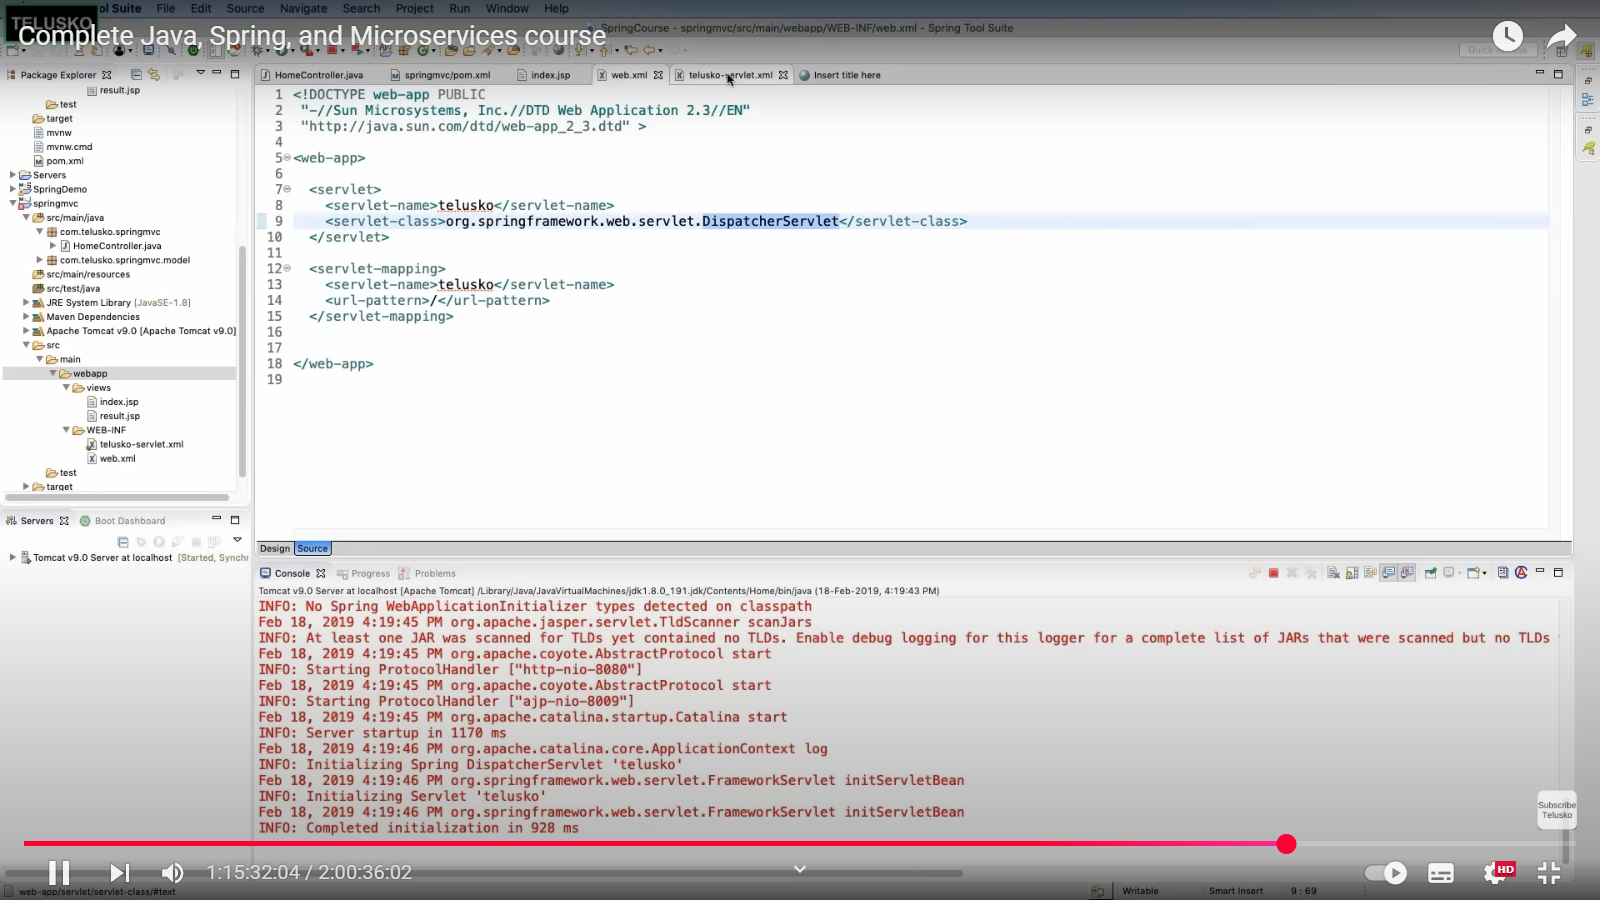 TELUSKO
ol Suite File Edit Source Navigate Search Project Run Window Help
Complete Java, Spring, and Microservices course
SpringCourse - springmvc/src/main/webapp/WEB-INF/web.xml - Spring Tool Suite
Package Explorer
HomeController.java springmvc/pom.xml index.jsp web.xml telusko-servlet.xml Insert title here
result.jsp
test
target
mvnw
mvnw.cmd
pom.xml
Servers
SpringDemo
springmvc
src/main/java
com.telusko.springmvc
HomeController.java
com.telusko.springmvc.model
src/main/resources
src/test/java
JRE System Library [JavaSE-1.8]
Maven Dependencies
Apache Tomcat v9.0 [Apache Tomcat v9.0]
src
main
webapp
views
index.jsp
result.jsp
WEB-INF
telusko-servlet.xml
web.xml
test
target
1 <!DOCTYPE web-app PUBLIC
2 "-//Sun Microsystems, Inc.//DTD Web Application 2.3//EN"
3 "http://java.sun.com/dtd/web-app_2_3.dtd" >
4
5 <web-app>
6
7 <servlet>
8 <servlet-name>telusko</servlet-name>
9 <servlet-class>org.springframework.web.servlet.DispatcherServlet</servlet-class>
10 </servlet>
11
12 <servlet-mapping>
13 <servlet-name>telusko</servlet-name>
14 <url-pattern>/</url-pattern>
15 </servlet-mapping>
16
17
18 </web-app>
19
Design Source
Servers Boot Dashboard
Tomcat v9.0 Server at localhost [Started, Synchr
Console Progress Problems
Tomcat v9.0 Server at localhost [Apache Tomcat] /Library/Java/JavaVirtualMachines/jdk1.8.0_191.jdk/Contents/Home/bin/java (18-Feb-2019, 4:19:43 PM)
INFO: No Spring WebApplicationInitializer types detected on classpath
Feb 18, 2019 4:19:45 PM org.apache.jasper.servlet.TldScanner scanJars
INFO: At least one JAR was scanned for TLDs yet contained no TLDs. Enable debug logging for this logger for a complete list of JARs that were scanned but no TLDs
Feb 18, 2019 4:19:45 PM org.apache.coyote.AbstractProtocol start
INFO: Starting ProtocolHandler ["http-nio-8080"]
Feb 18, 2019 4:19:45 PM org.apache.coyote.AbstractProtocol start
INFO: Starting ProtocolHandler ["ajp-nio-8009"]
Feb 18, 2019 4:19:45 PM org.apache.catalina.startup.Catalina start
INFO: Server startup in 1170 ms
Feb 18, 2019 4:19:46 PM org.apache.catalina.core.ApplicationContext log
INFO: Initializing Spring DispatcherServlet 'telusko'
Feb 18, 2019 4:19:46 PM org.springframework.web.servlet.FrameworkServlet initServletBean
INFO: Initializing Servlet 'telusko'
Feb 18, 2019 4:19:46 PM org.springframework.web.servlet.FrameworkServlet initServletBean
INFO: Completed initialization in 928 ms
Subscribe
Telusko
1:15:32:04 / 2:00:36:02
HD
web-app/servlet/servlet-class/#text
Writable Smart Insert 9 : 69